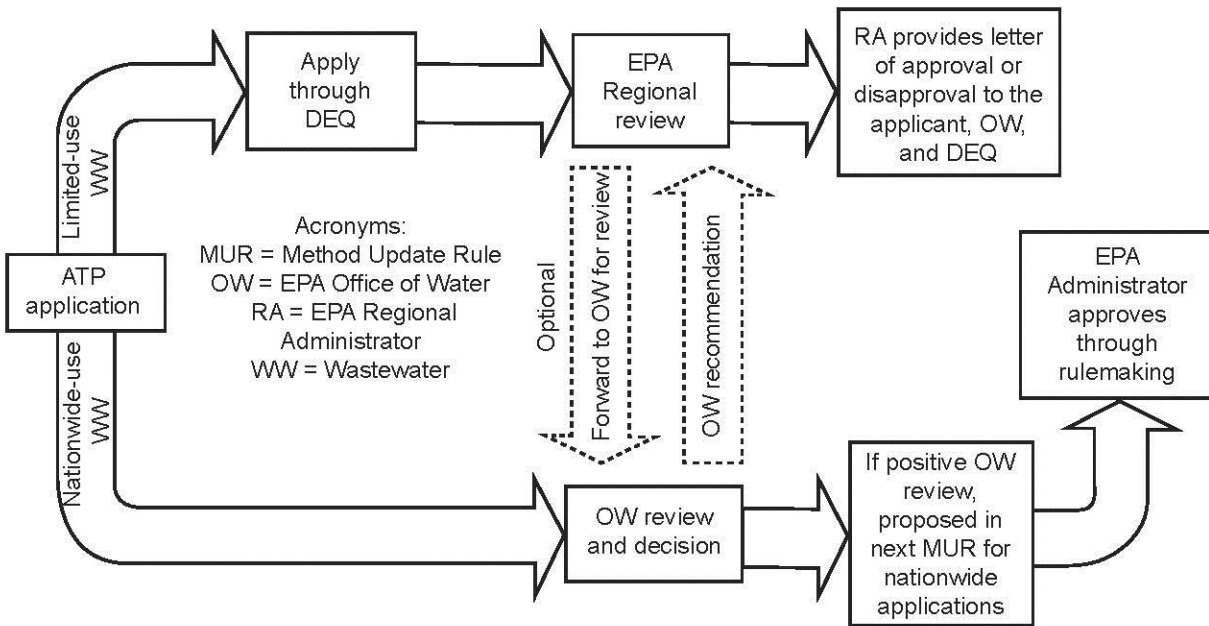 Apply
through
DEQ
EPA
Regional
review
RA provides letter
of approval or
disapproval to the
applicant, OW,
and DEQ
Limited-use
WW
ATP
application
Nationwide-use
WW
Acronyms:
MUR = Method Update Rule
OW = EPA Office of Water
RA = EPA Regional
Administrator
WW = Wastewater
Optional
Forward to OW for review
OW recommendation
EPA
Administrator
approves
through
rulemaking
OW review
and decision
If positive OW
review,
proposed in
next MUR for
nationwide
applications